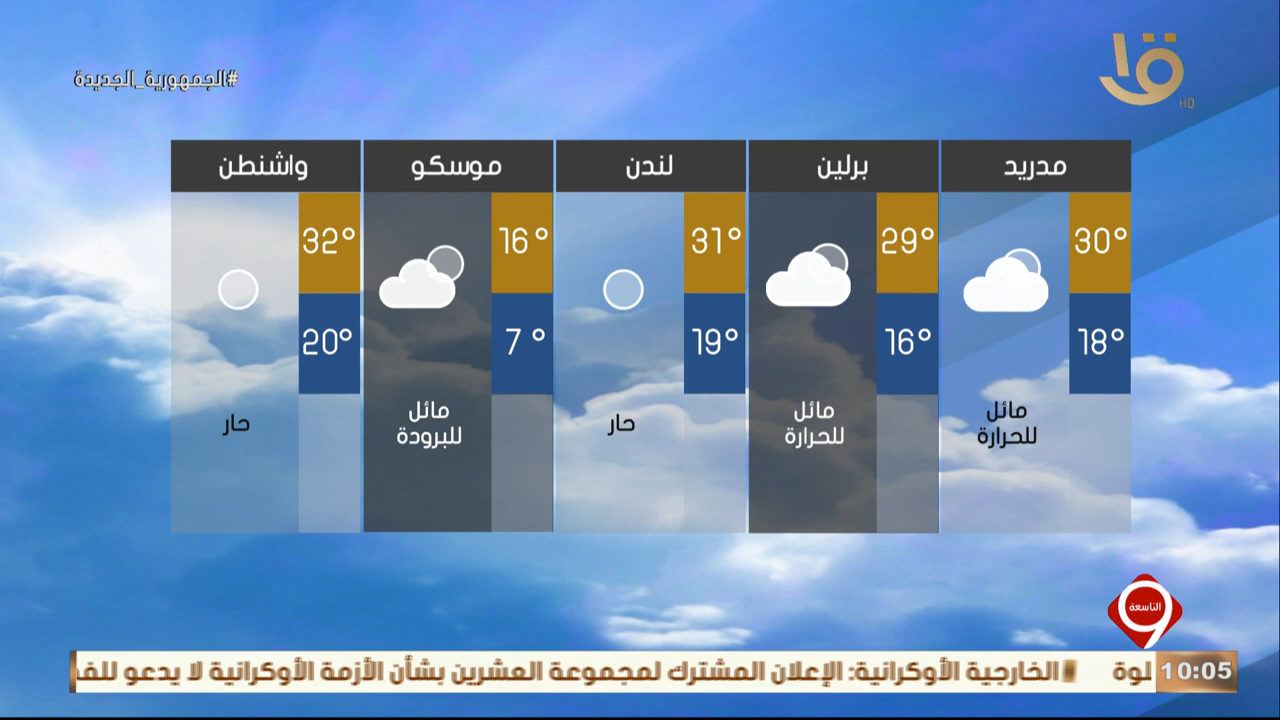 #الجمهورية_الجديدة
HD
مدريد
30°
18°
مائل
للحرارة
برلين
29°
16°
مائل
للحرارة
لندن
31°
19°
حار
موسكو
16°
7°
مائل
للبرودة
واشنطن
32°
20°
حار
التاسعة
9
10:05
لوة ▪ الخارجية الأوكرانية: الإعلان المشترك لمجموعة العشرين بشأن الأزمة الأوكرانية لا يدعو للف